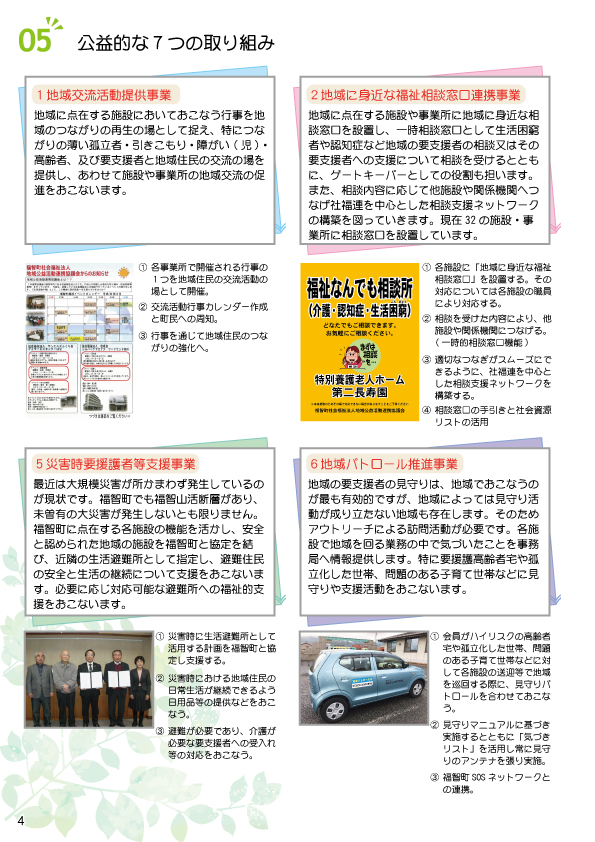 05 公益的な７つの取り組み
１地域交流活動提供事業
地域に点在する施設においておこなう行事を地
域のつながりの再生の場として捉え、特につな
がりの薄い孤立者・引きこもり・障がい（児）・
高齢者、及び要支援者と地域住民の交流の場を
提供し、あわせて施設や事業所の地域交流の促
進をおこないます。
福智町社会福祉法人
地域公益活動連携協議会からのお知らせ
① 各事業所で開催される行事の
１つを地域住民の交流活動の
場として開催。
② 交流活動行事カレンダー作成
と町民への周知。
③ 行事を通じて地域住民のつな
がりの強化へ。
２地域に身近な福祉相談窓口連携事業
地域に点在する施設や事業所に地域に身近な相
談窓口を設置し、一時相談窓口として生活困窮
者や認知症など地域の要支援者の相談又はその
要支援者への支援について相談を受けるととも
に、ゲートキーパーとしての役割も担います。
また、相談内容に応じて他施設や関係機関へつ
なげ社福連を中心とした相談支援ネットワーク
の構築を図っていきます。現在 32 の施設・事
業所に相談窓口を設置しています。
福祉なんでも相談所
（介護・認知症・生活困窮）
どなたでもご相談できます。
お気軽にご相談ください。
まずは
相談
を…
特別養護老人ホーム
第二長寿園
福智町社会福祉法人地域公益活動連携協議会
① 各施設に「地域に身近な福祉
相談窓口」を設置する。その
対応については各施設の職員
により対応する。
② 相談を受けた内容により、他
施設や関係機関につなげる。
（一時的相談窓口機能）
③ 適切なつなぎがスムーズにで
きるように、社福連を中心と
した相談支援ネットワークを
構築する。
④ 相談窓口の手引きと社会資源
リストの活用
５災害時要援護者等支援事業
最近は大規模災害が所かまわず発生しているの
が現状です。福智町でも福智山活断層があり、
未曽有の大災害が発生しないとも限りません。
福智町に点在する各施設の機能を活かし、安全
と認められた地域の施設を福智町と協定を結
び、近隣の生活避難所として指定し、避難住民
の安全と生活の継続について支援をおこないま
す。必要に応じ対応可能な避難所への福祉的支
援をおこないます。
① 災害時に生活避難所として
活用する計画を福智町と協
定し支援する。
② 災害時における地域住民の
日常生活が継続できるよう
日用品等の提供などをおこ
なう。
③ 避難が必要であり、介護が
必要な要支援者への受入れ
等の対応をおこなう。
６地域パトロール推進事業
地域の要支援者の見守りは、地域でおこなうの
が最も有効的ですが、地域によっては見守り活
動が成り立たない地域も存在します。そのため
アウトリーチによる訪問活動が必要です。各施
設で地域を回る業務の中で気づいたことを事務
局へ情報提供します。特に要援護高齢者宅や孤
立化した世帯、問題のある子育て世帯などに見
守りや支援活動をおこないます。
① 会員がハイリスクの高齢者
宅や孤立化した世帯、問題
のある子育て世帯などに対
して各施設の送迎等で地域
を巡回する際に、見守りパ
トロールを合わせておこな
う。
② 見守りマニュアルに基づき
実施するとともに「気づき
リスト」を活用し常に見守
りのアンテナを張り実施。
③ 福智町 SOS ネットワークと
の連携。
4